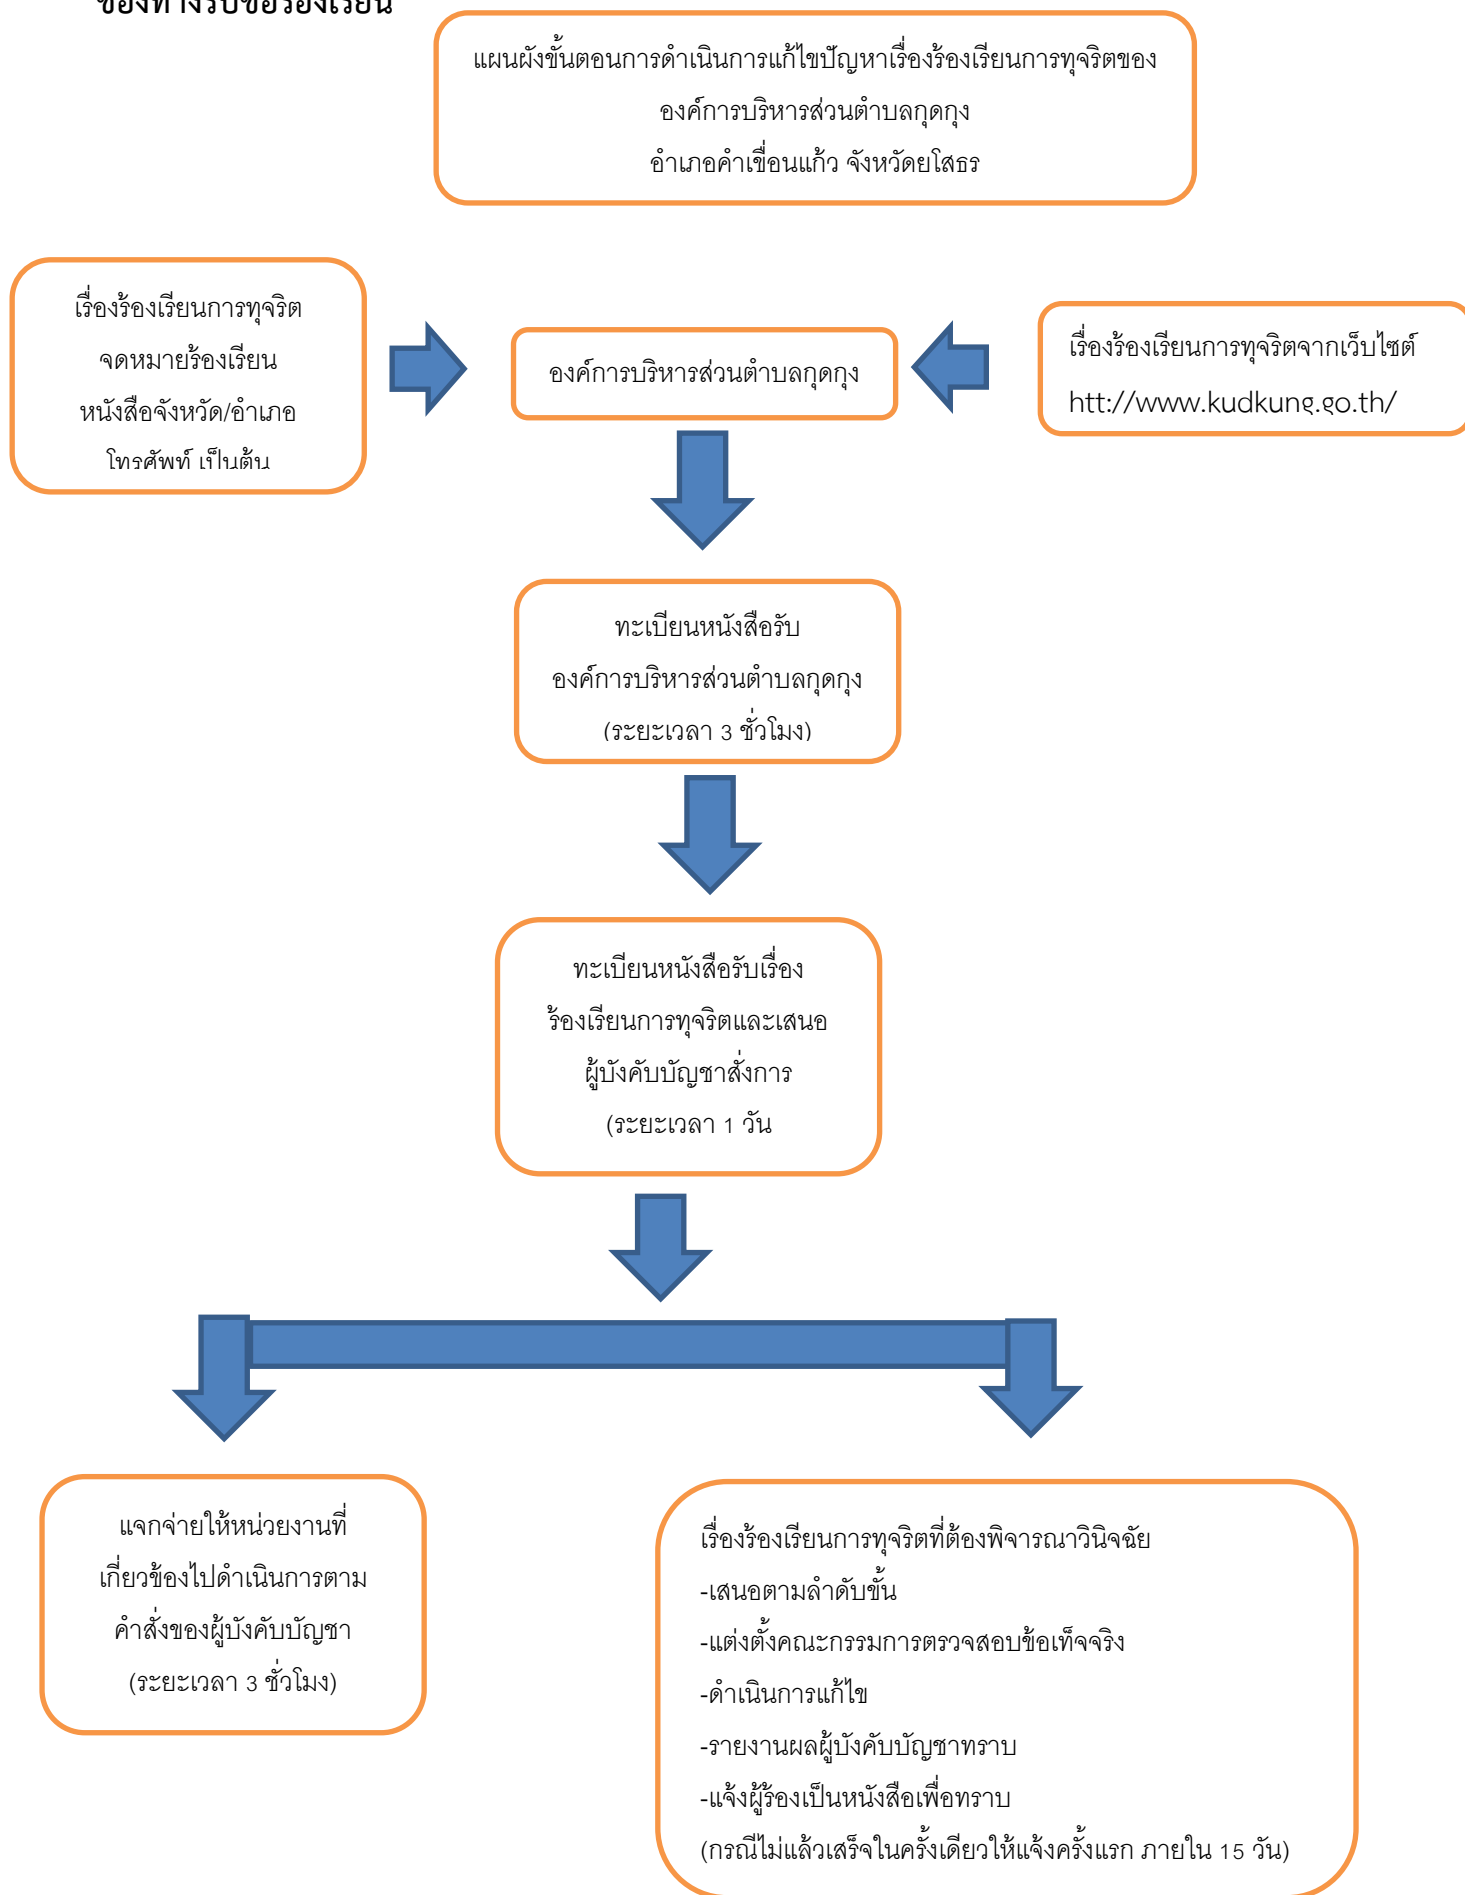 ช่องทางรับข้อร้องเรียน
แผนผังขั้นตอนการดำเนินการแก้ไขปัญหาเรื่องร้องเรียนการทุจริตของ
องค์การบริหารส่วนตำบลกุดกุง
อำเภอคำเขื่อนแก้ว จังหวัดยโสธร
เรื่องร้องเรียนการทุจริต
จดหมายร้องเรียน
หนังสือจังหวัด/อำเภอ
โทรศัพท์ เป็นต้น
องค์การบริหารส่วนตำบลกุดกุง
เรื่องร้องเรียนการทุจริตจากเว็บไซต์
htt://www.kudkung.go.th/
ทะเบียนหนังสือรับ
องค์การบริหารส่วนตำบลกุดกุง
(ระยะเวลา 3 ชั่วโมง)
ทะเบียนหนังสือรับเรื่อง
ร้องเรียนการทุจริตและเสนอ
ผู้บังคับบัญชาสั่งการ
(ระยะเวลา 1 วัน
แจกจ่ายให้หน่วยงานที่
เกี่ยวข้องไปดำเนินการตาม
คำสั่งของผู้บังคับบัญชา
(ระยะเวลา 3 ชั่วโมง)
เรื่องร้องเรียนการทุจริตที่ต้องพิจารณาวินิจฉัย
-เสนอตามลำดับขั้น
-แต่งตั้งคณะกรรมการตรวจสอบข้อเท็จจริง
-ดำเนินการแก้ไข
-รายงานผลผู้บังคับบัญชาทราบ
-แจ้งผู้ร้องเป็นหนังสือเพื่อทราบ
(กรณีไม่แล้วเสร็จในครั้งเดียวให้แจ้งครั้งแรก ภายใน 15 วัน)